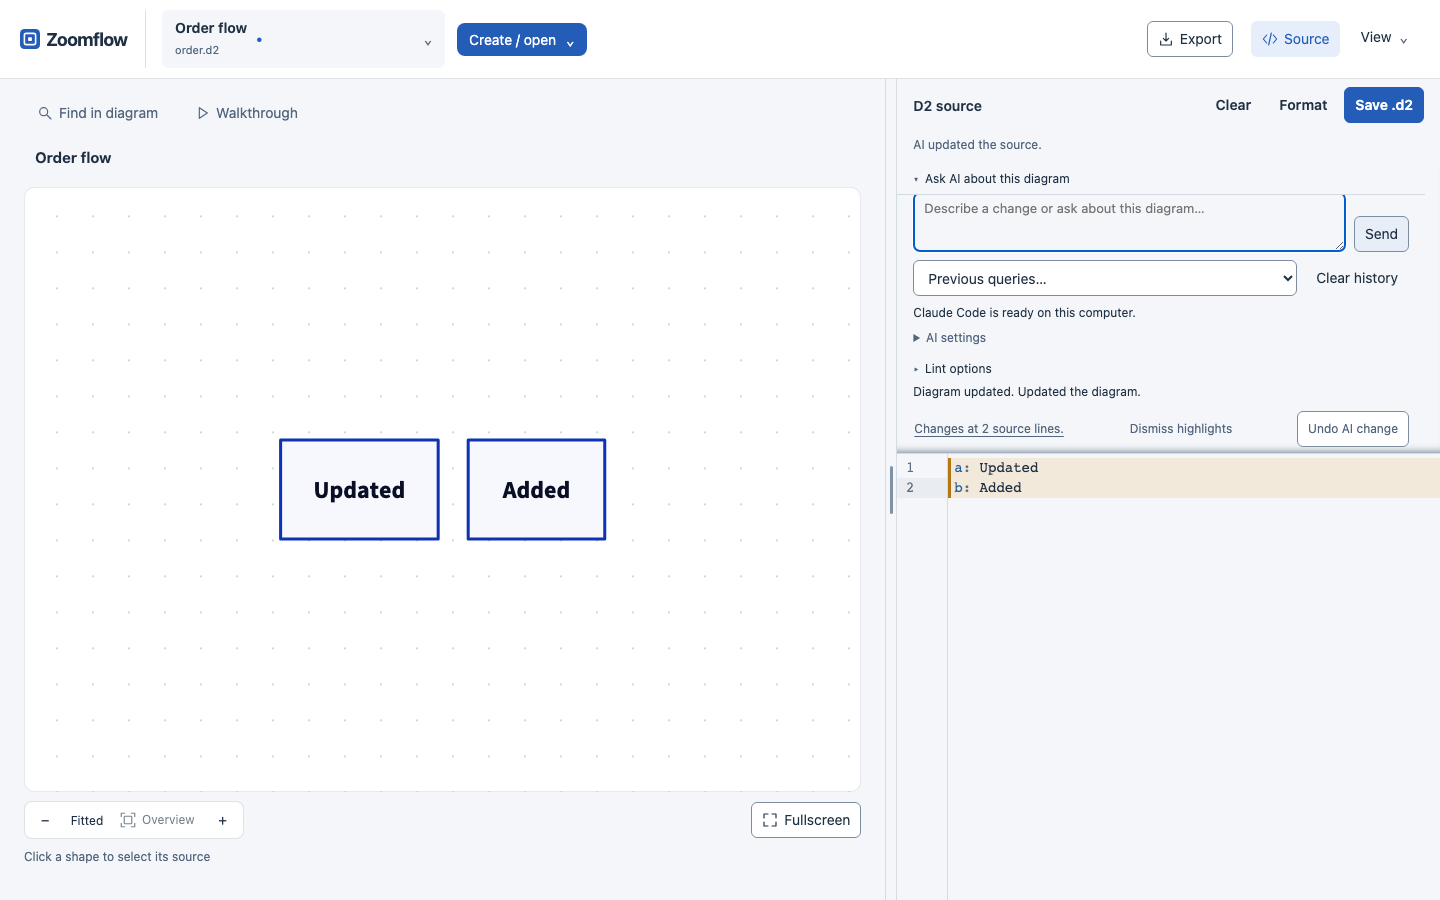 Zoomflow
Order flow
order.d2
Create / open
Export
Source
View
Find in diagram
Walkthrough
Order flow
Updated
Added
Fitted
Overview
Fullscreen
Click a shape to select its source
D2 source
Clear
Format
Save .d2
AI updated the source.
Ask AI about this diagram
Describe a change or ask about this diagram...
Send
Previous queries...
Clear history
Claude Code is ready on this computer.
AI settings
Lint options
Diagram updated. Updated the diagram.
Changes at 2 source lines.
Dismiss highlights
Undo AI change
1 a: Updated
2 b: Added